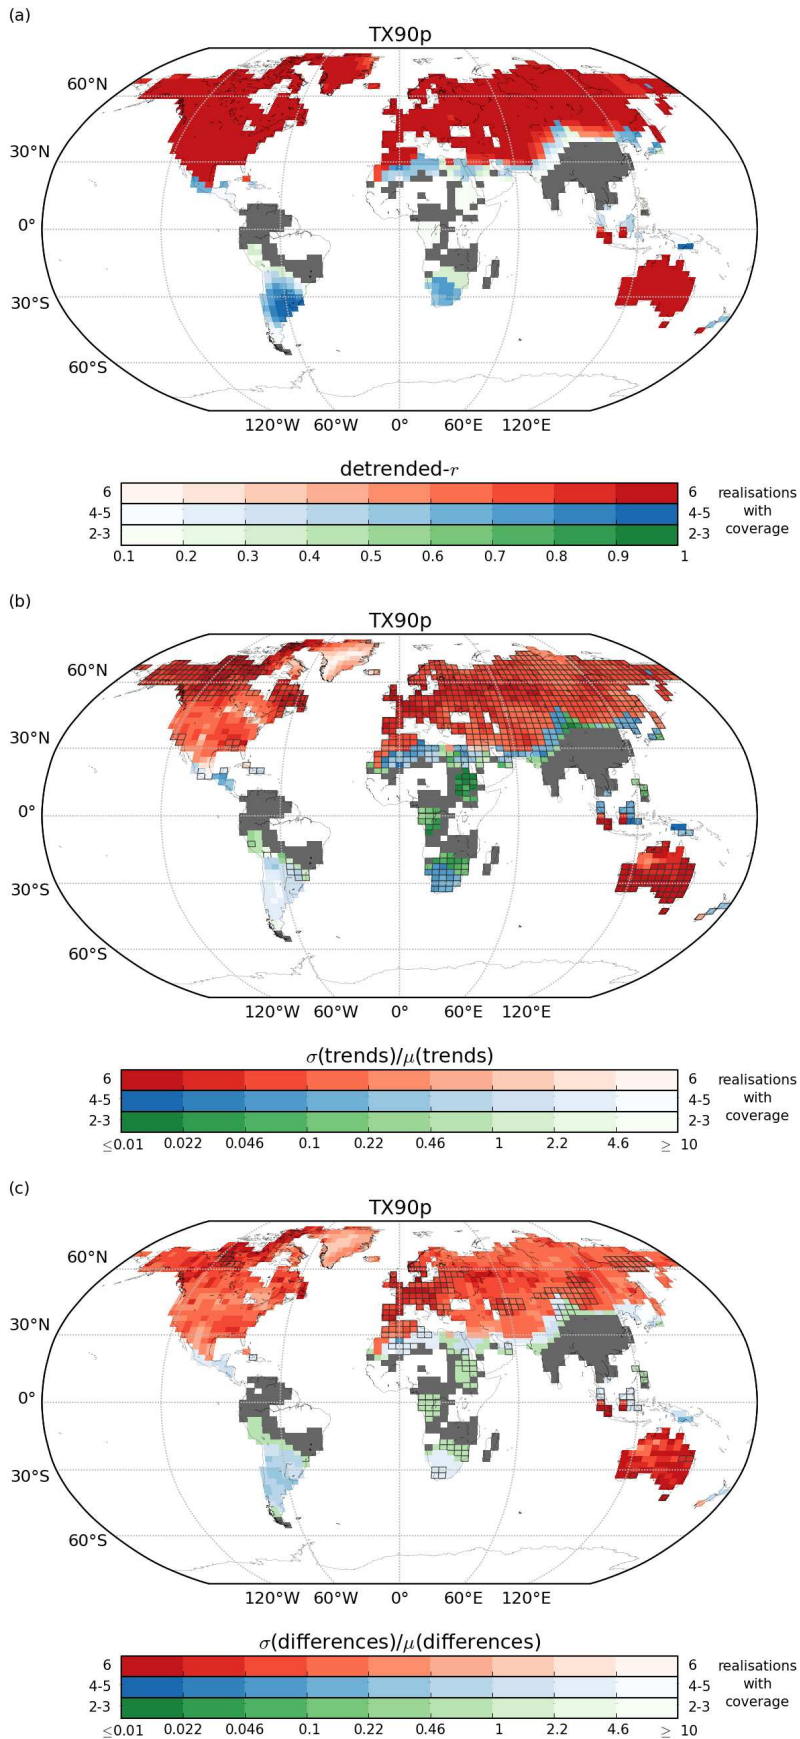 (a)
TX90p
60°N
30°N
0°
30°S
60°S
120°W 60°W 0° 60°E 120°E
detrended-r
6 6 realisations
4-5 4-5 with
2-3 2-3 coverage
0.1 0.2 0.3 0.4 0.5 0.6 0.7 0.8 0.9 1
(b)
TX90p
60°N
30°N
0°
30°S
60°S
120°W 60°W 0° 60°E 120°E
σ(trends)/μ(trends)
6 6 realisations
4-5 4-5 with
2-3 2-3 coverage
≤0.01 0.022 0.046 0.1 0.22 0.46 1 2.2 4.6 ≥ 10
(c)
TX90p
60°N
30°N
0°
30°S
60°S
120°W 60°W 0° 60°E 120°E
σ(differences)/μ(differences)
6 6 realisations
4-5 4-5 with
2-3 2-3 coverage
≤0.01 0.022 0.046 0.1 0.22 0.46 1 2.2 4.6 ≥ 10